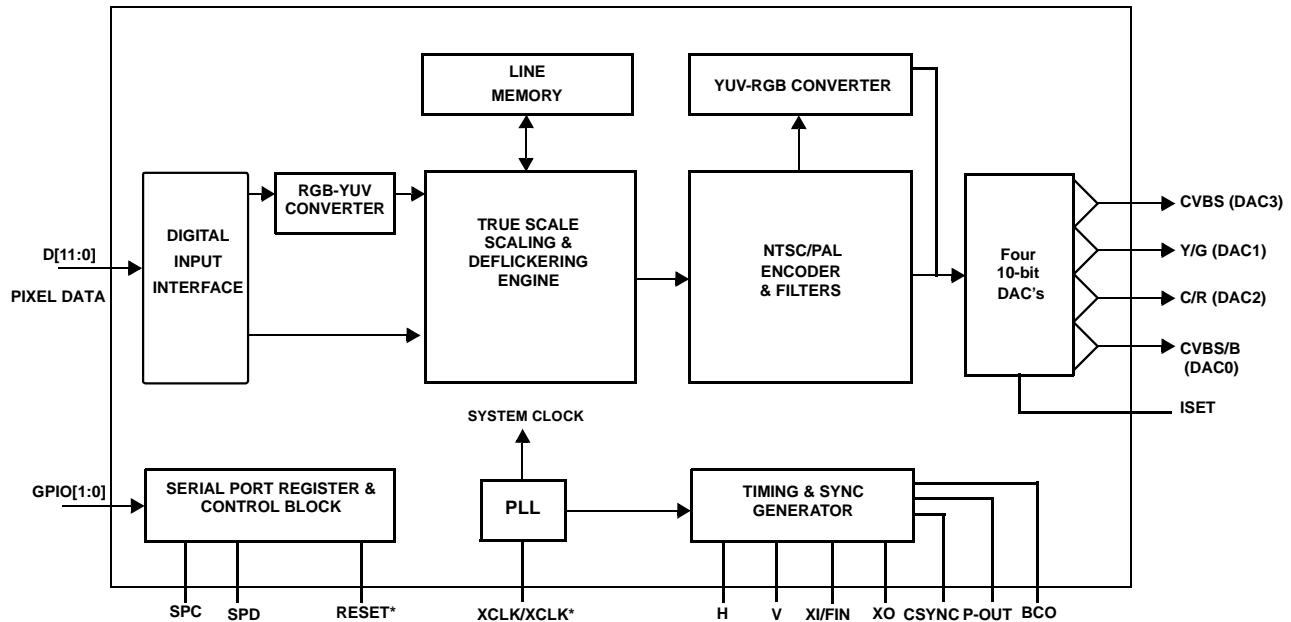 LINE
MEMORY
YUV-RGB CONVERTER
RGB-YUV
CONVERTER
TRUE SCALE
SCALING &
DEFLICKERING
ENGINE
NTSC/PAL
ENCODER
& FILTERS
Four
10-bit
DAC's
DIGITAL
INPUT
INTERFACE
D[11:0]
PIXEL DATA
CVBS (DAC3)
Y/G (DAC1)
C/R (DAC2)
CVBS/B
(DAC0)
ISET
SYSTEM CLOCK
GPIO[1:0]
SERIAL PORT REGISTER &
CONTROL BLOCK
PLL
TIMING & SYNC
GENERATOR
SPC
SPD
RESET*
XCLK/XCLK*
H
V
XI/FIN
XO
CSYNC
P-OUT
BCO